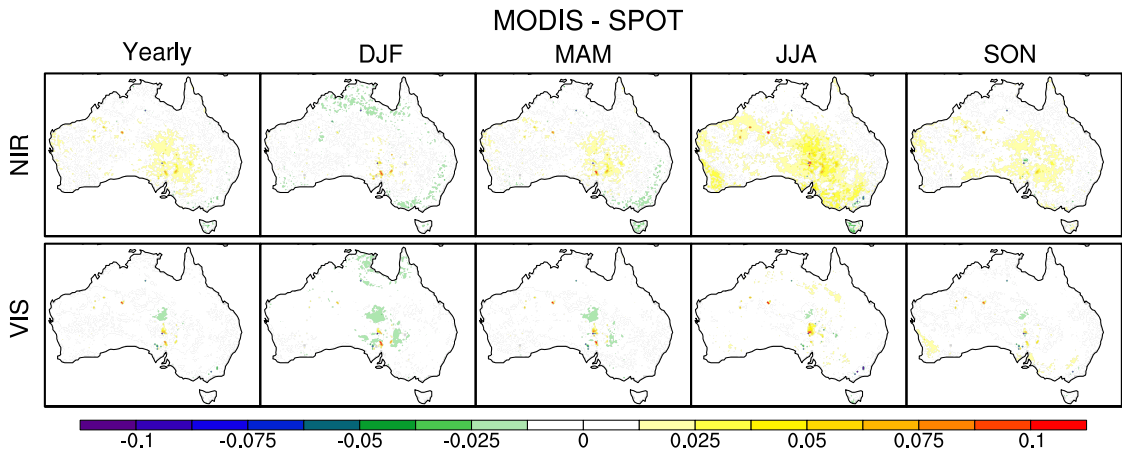 MODIS - SPOT
Yearly DJF MAM JJA SON
NIR
VIS
-0.1 -0.075 -0.05 -0.025 0 0.025 0.05 0.075 0.1